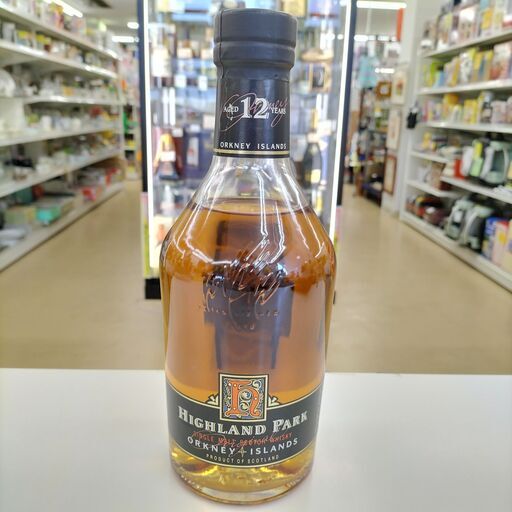 AGED 12 YEARS
ORKNEY ISLANDS
H
HIGHLAND PARK
SINGLE MALT SCOTCH WHISKY
ORKNEY ISLANDS
PRODUCT OF SCOTLAND